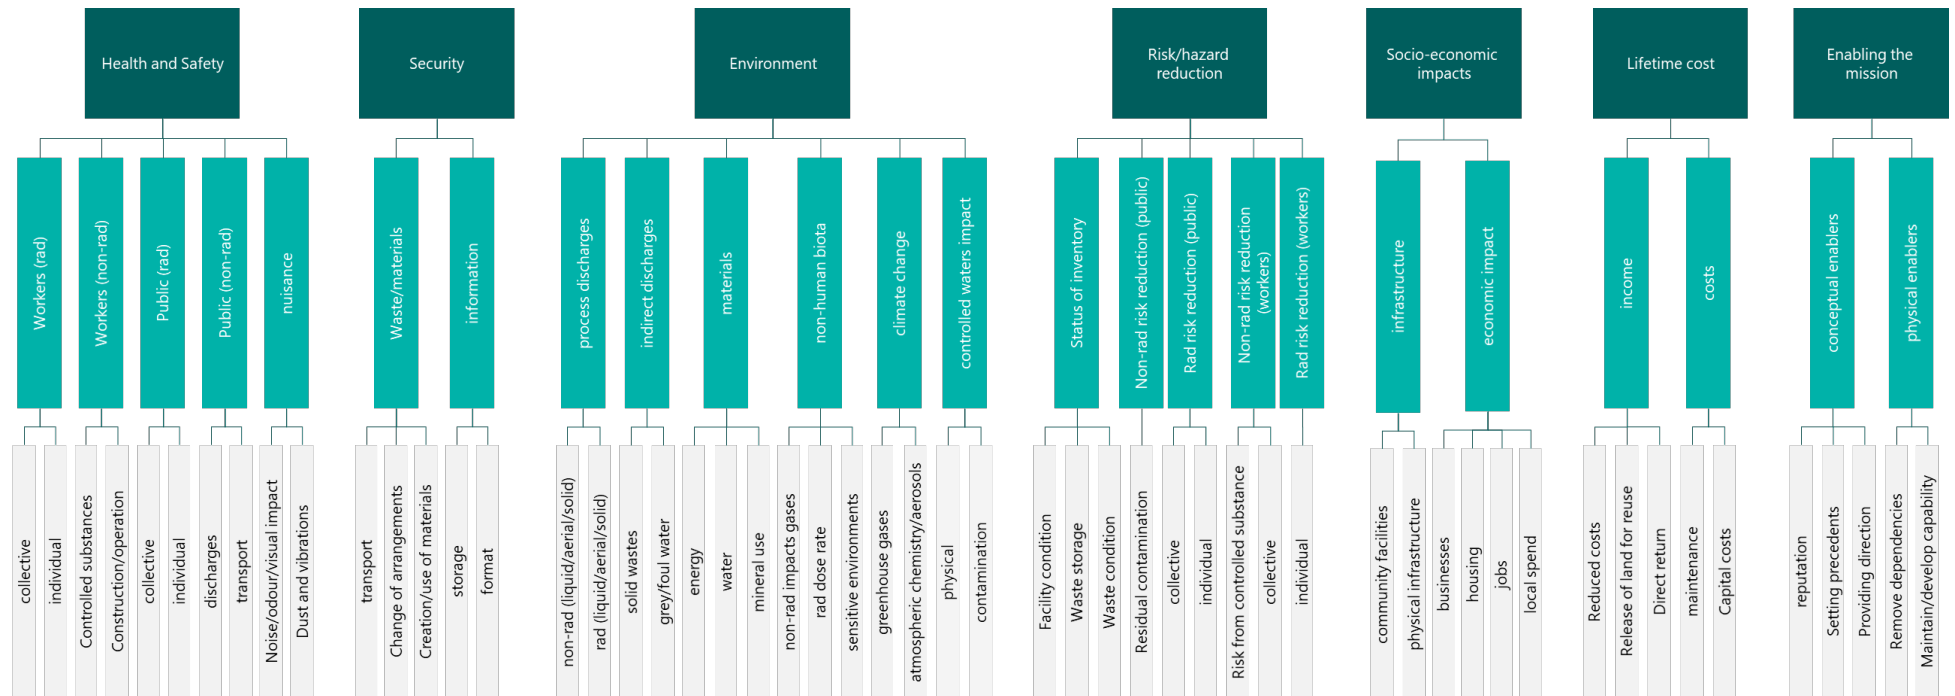 Health and Safety
Security
Environment
Risk/hazard
reduction
Socio-economic
impacts
Lifetime cost
Enabling the
mission
Workers (rad)
Workers (non-rad)
Public (rad)
Public (non-rad)
nuisance
Waste/materials
information
process discharges
indirect discharges
materials
non-human biota
climate change
controlled waters impact
Status of inventory
Non-rad risk reduction (public)
Rad risk reduction (public)
Non-rad risk reduction
(workers)
Rad risk reduction (workers)
infrastructure
economic impact
income
costs
conceptual enablers
physical enablers
collective
individual
Controlled substances
Construction/operation
collective
individual
discharges
transport
Noise/odour/visual impact
Dust and vibrations
transport
Change of arrangements
Creation/use of materials
storage
format
non-rad (liquid/aerial/solid)
rad (liquid/aerial/solid)
solid wastes
grey/foul water
energy
water
mineral use
non-rad impacts gases
rad dose rate
sensitive environments
greenhouse gases
atmospheric chemistry/aerosols
physical
contamination
Facility condition
Waste storage
Waste condition
Residual contamination
collective
individual
Risk from controlled substance
collective
individual
community facilities
physical infrastructure
businesses
housing
jobs
local spend
Reduced costs
Release of land for reuse
Direct return
maintenance
Capital costs
reputation
Setting precedents
Providing direction
Remove dependencies
Maintain/develop capability